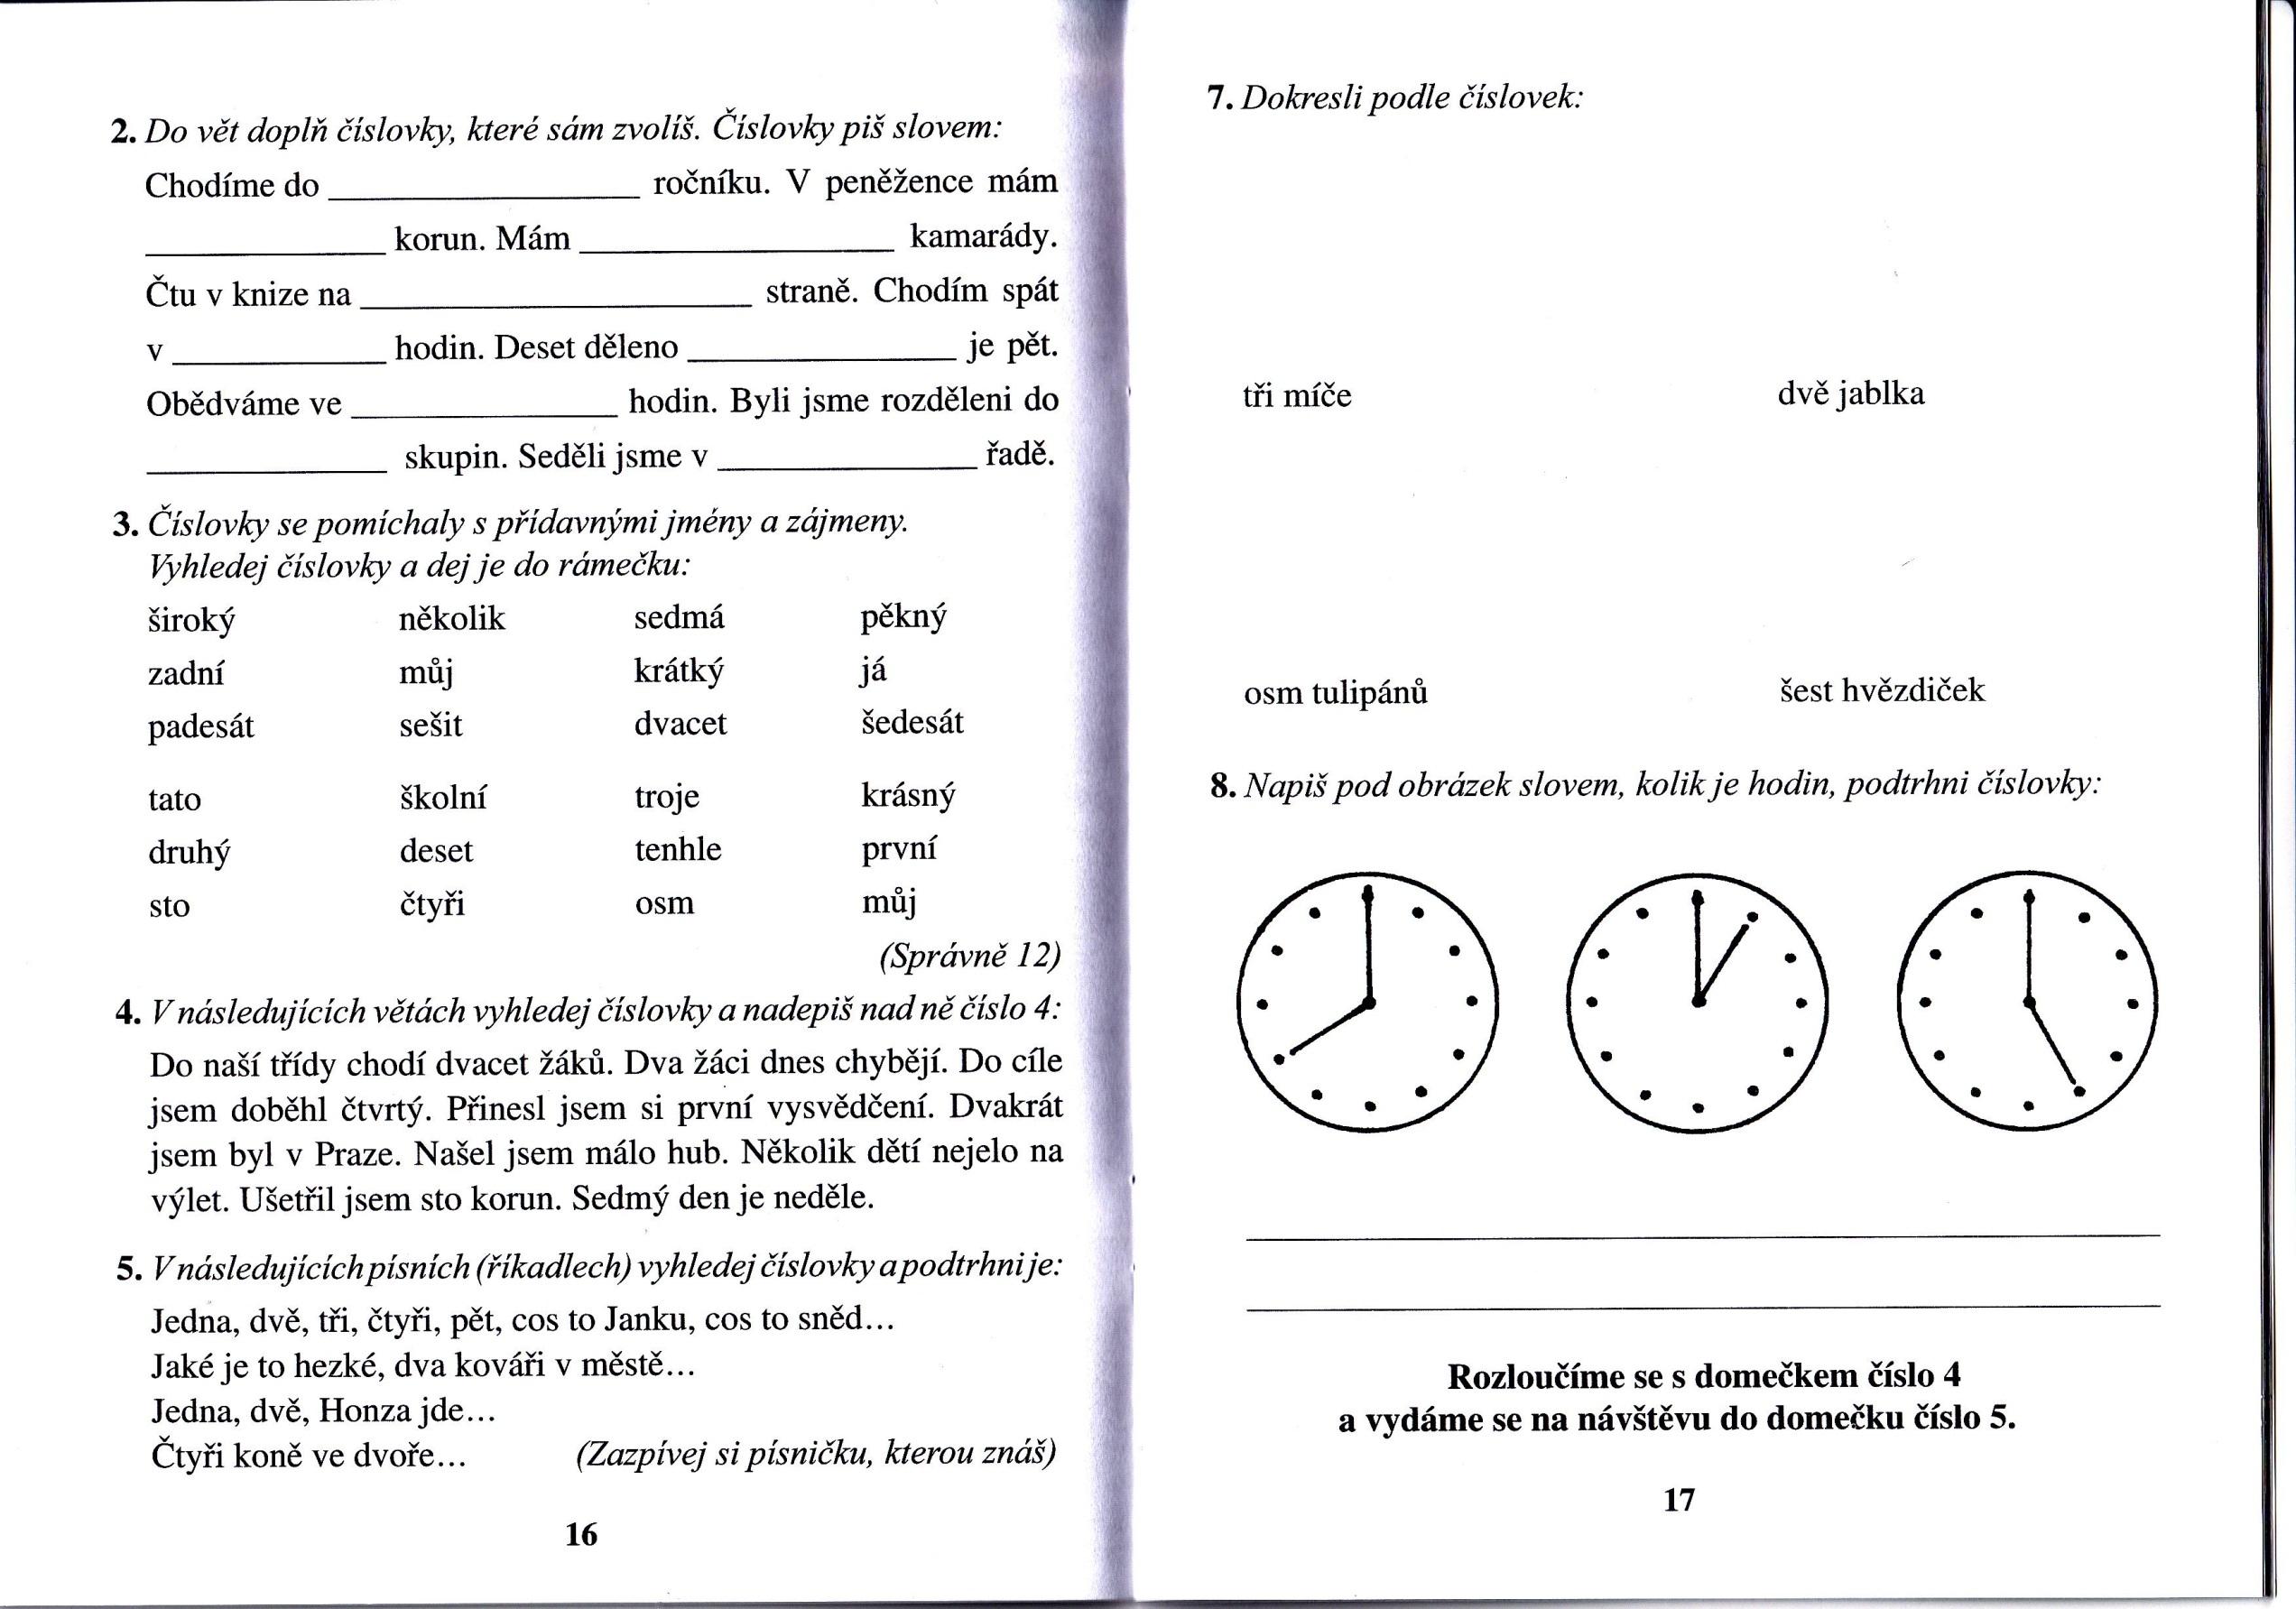 2. Do vět doplň číslovky, které sám zvolíš. Číslovky piš slovem:
Chodíme do ____________ ročníku. V peněžence mám
____________ korun. Mám ____________ kamarády.
Čtu v knize na ____________ straně. Chodím spát
v ____________ hodin. Deset děleno ____________ je pět.
Obědváme ve ____________ hodin. Byli jsme rozděleni do
____________ skupin. Seděli jsme v ____________ řadě.
3. Číslovky se pomíchaly s přídavnými jmény a zájmeny.
Vyhledej číslovky a dej je do rámečku:
široký několik sedmá pěkný
zadní můj krátký já
padesát sešit dvacet šedesát
tato školní troje krásný
druhý deset tenhle první
sto čtyři osm můj
(Správně 12)
4. V následujících větách vyhledej číslovky a nadepiš nad ně číslo 4:
Do naší třídy chodí dvacet žáků. Dva žáci dnes chybějí. Do cíle
jsem doběhl čtvrtý. Přinesl jsem si první vysvědčení. Dvakrát
jsem byl v Praze. Našel jsem málo hub. Několik dětí nejelo na
výlet. Ušetřil jsem sto korun. Sedmý den je neděle.
5. V následujících písních (říkadlech) vyhledej číslovky a podtrhni je:
Jedna, dvě, tři, čtyři, pět, cos to Janku, cos to sněd...
Jaké je to hezké, dva kováři v městě...
Jedna, dvě, Honza jde...
Čtyři koně ve dvoře... (Zazpívej si písničku, kterou znáš)
16
7. Dokresli podle číslovek:
tři míče dvě jablka
osm tulipánů šest hvězdiček
8. Napiš pod obrázek slovem, kolik je hodin, podtrhni číslovky:
Rozloučíme se s domečkem číslo 4
a vydáme se na návštěvu do domečku číslo 5.
17